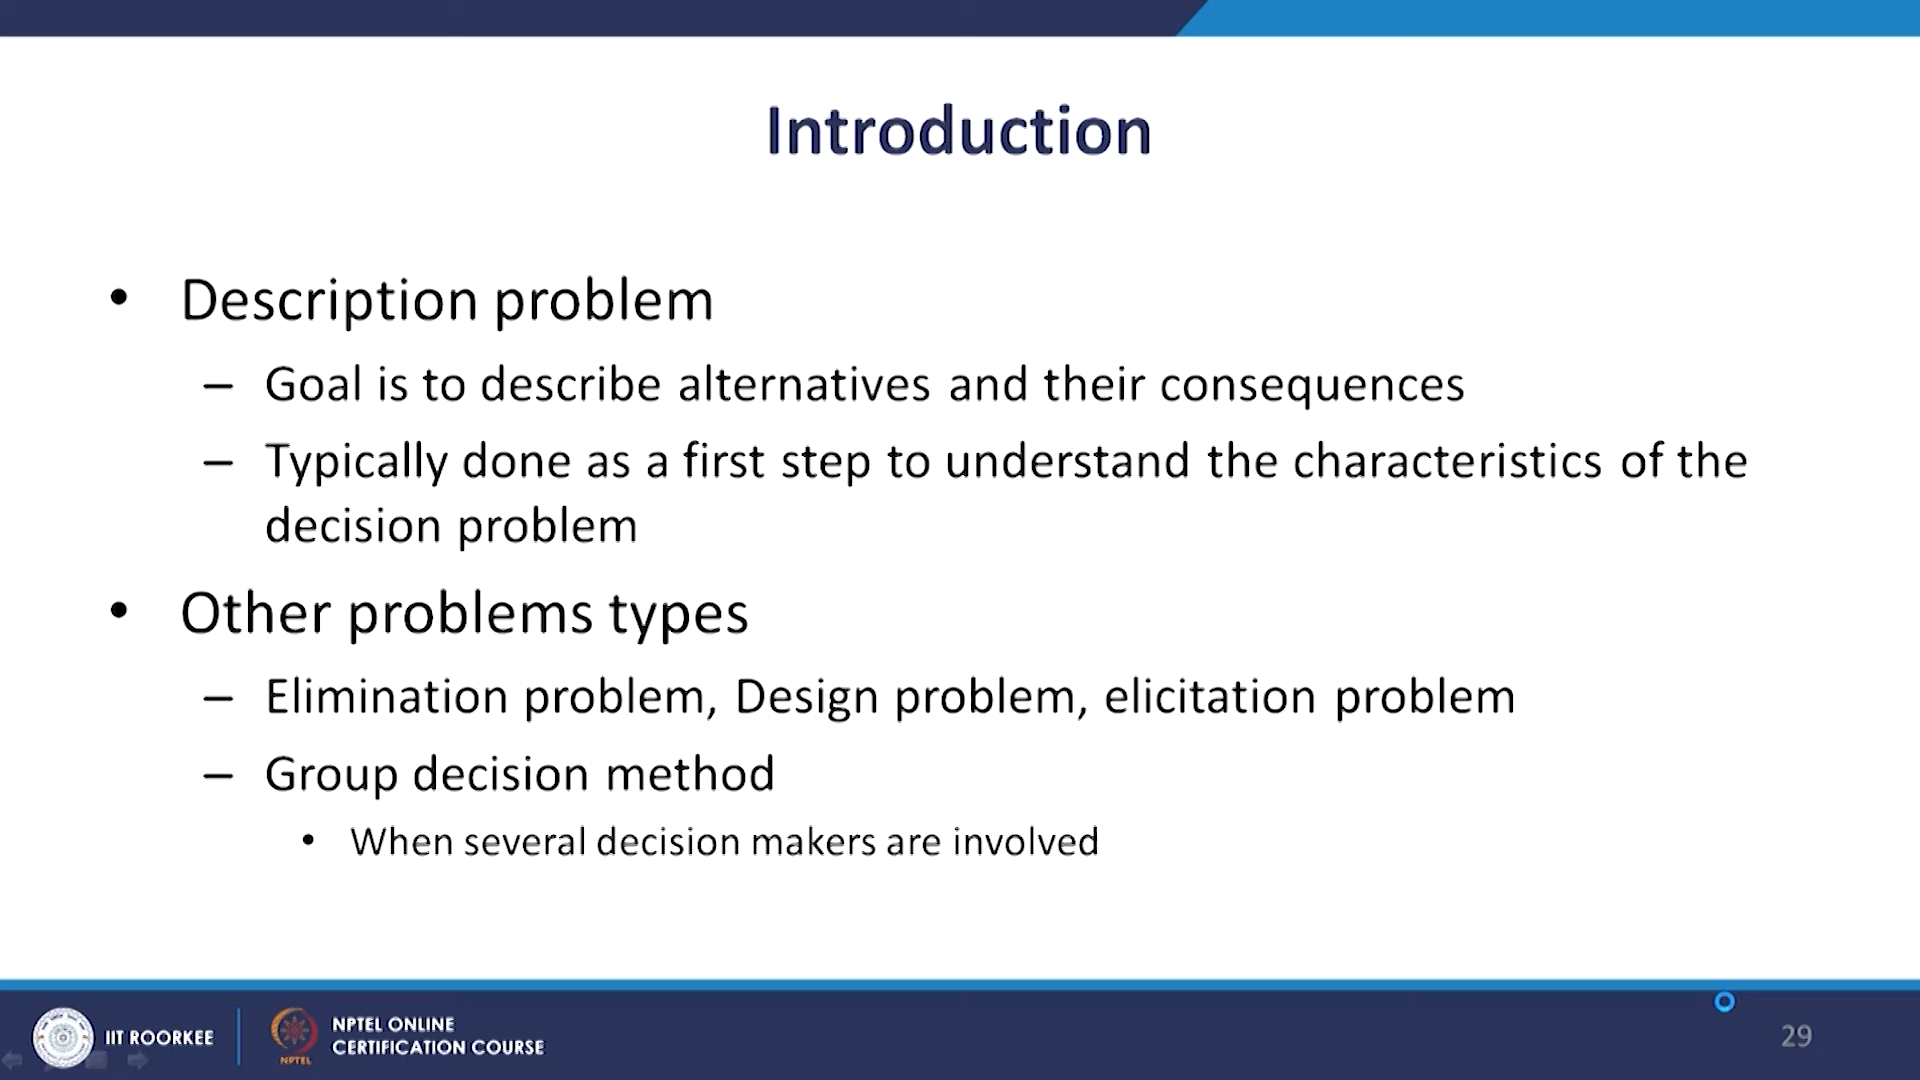 Introduction
• Description problem
– Goal is to describe alternatives and their consequences
– Typically done as a first step to understand the characteristics of the
decision problem
• Other problems types
– Elimination problem, Design problem, elicitation problem
– Group decision method
• When several decision makers are involved
IIT ROORKEE
NPTEL
NPTEL ONLINE
CERTIFICATION COURSE
29